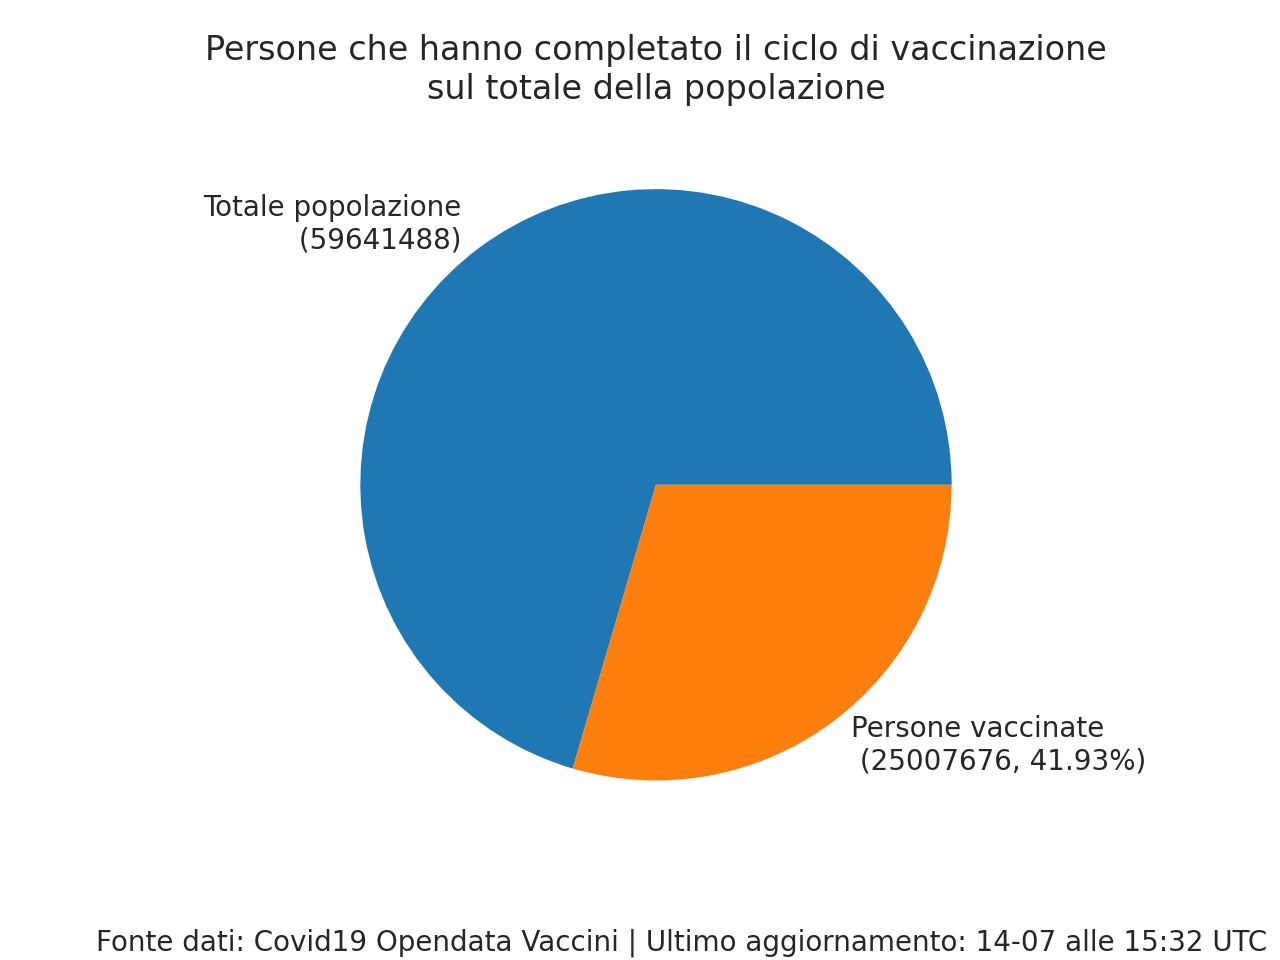 Persone che hanno completato il ciclo di vaccinazione
sul totale della popolazione
Totale popolazione
(59641488)
Persone vaccinate
(25007676, 41.93%)
Fonte dati: Covid19 Opendata Vaccini | Ultimo aggiornamento: 14-07 alle 15:32 UTC